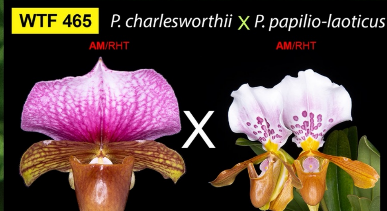 WTF 465 P. charlesworthii X P. papilio-laoticus
AM/RHT AM/RHT
X